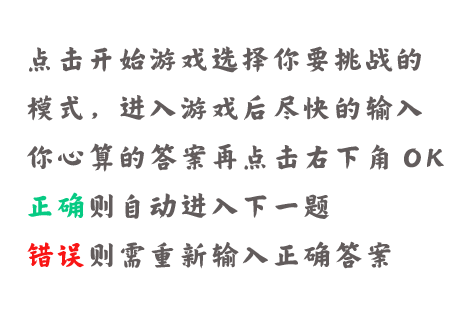 点击开始游戏选择你要挑战的
模式，进入游戏后尽快的输入
你心算的答案再点击右下角 OK
正确则自动进入下一题
错误则需重新输入正确答案